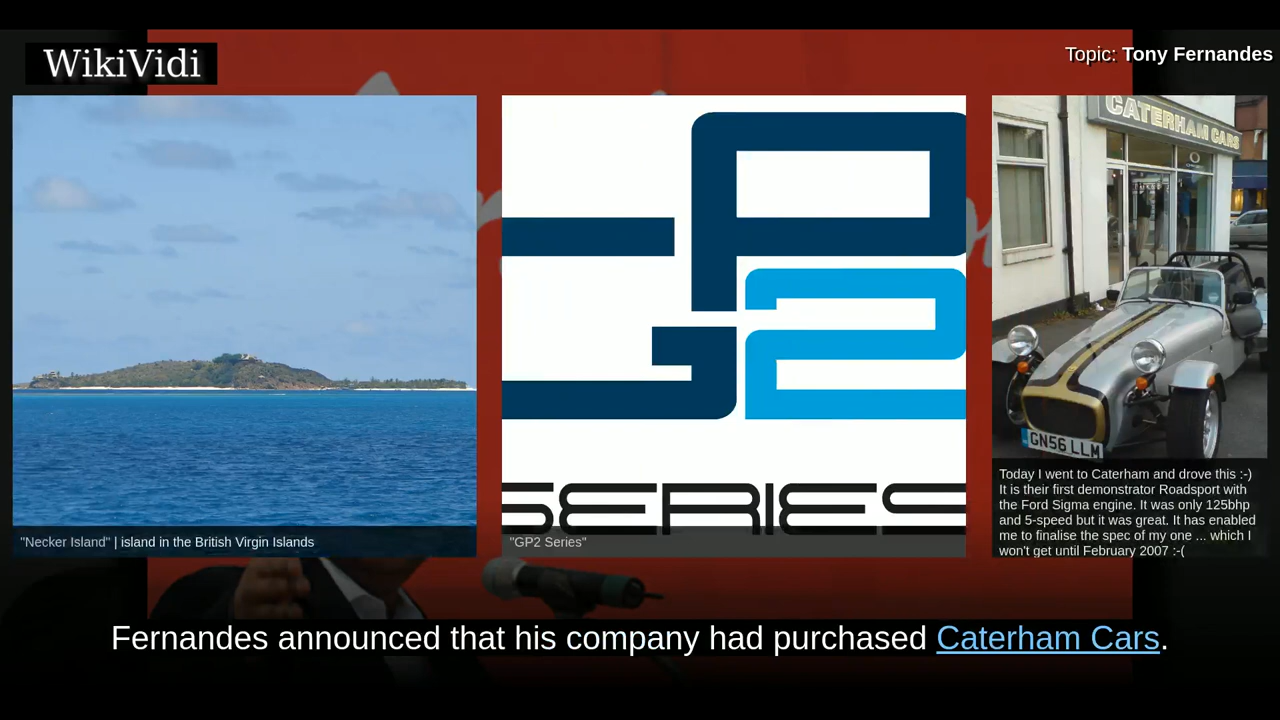 WikiVidi
Topic: Tony Fernandes
GP2
SERIES
CATERHAM CARS
GN56 LLM
"Necker Island" | island in the British Virgin Islands
"GP2 Series"
Today I went to Caterham and drove this :-)
It is their first demonstrator Roadsport with
the Ford Sigma engine. It was only 125bhp
and 5-speed but it was great. It has enabled
me to finalise the spec of my one ... which I
won't get until February 2007 :-(
Fernandes announced that his company had purchased Caterham Cars.